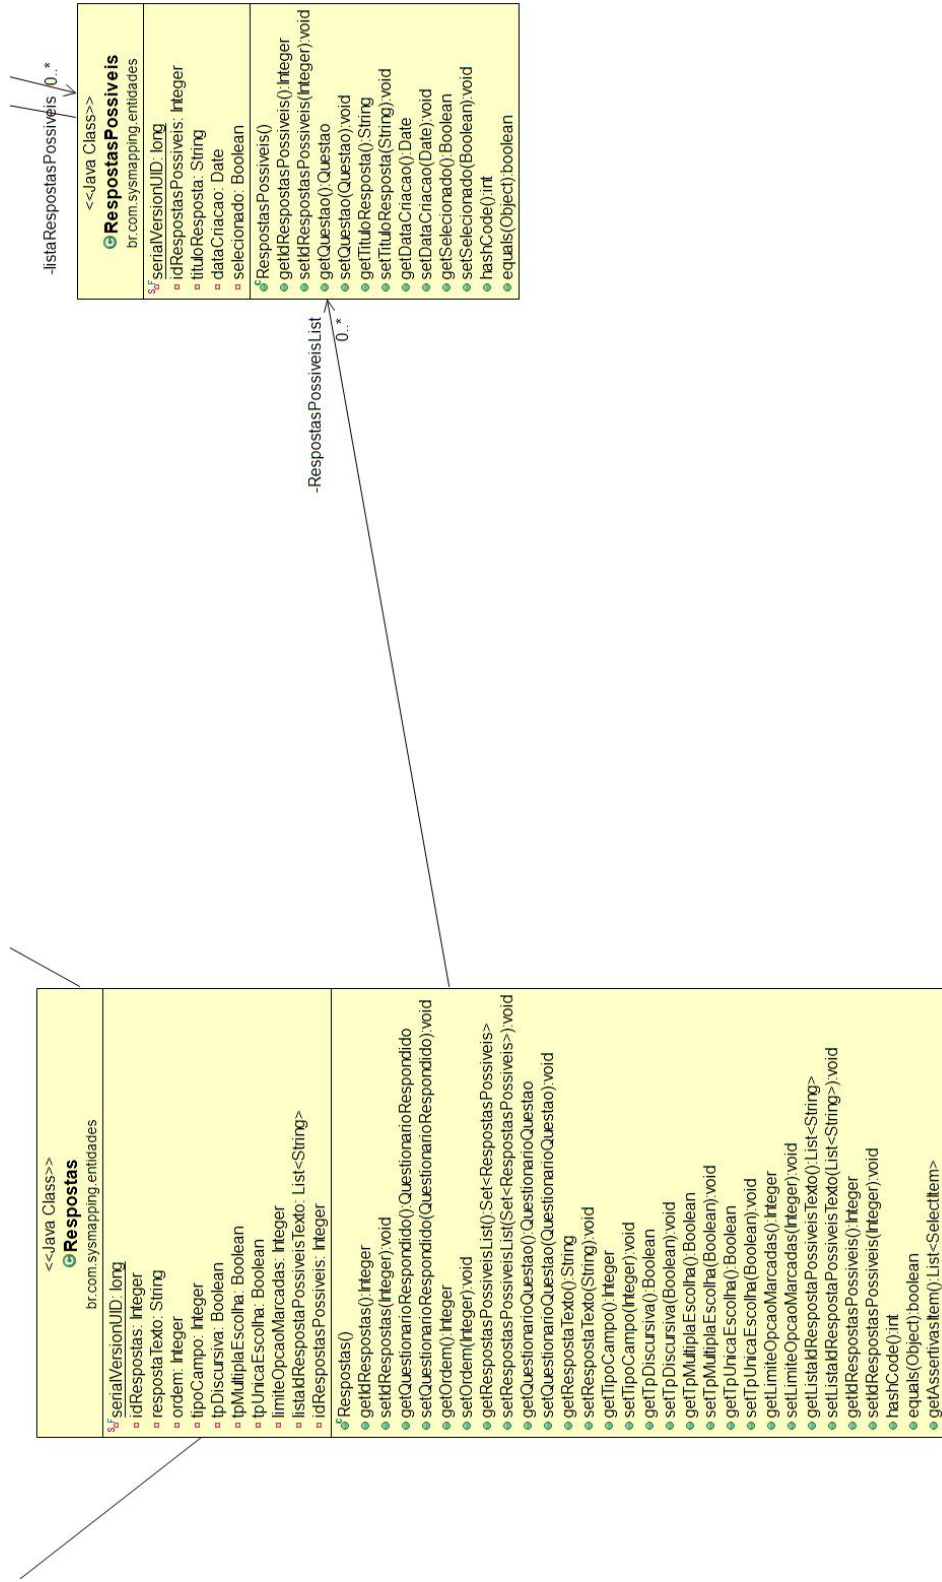 <<Java Class>>
Respostas
br.com.sysmapping.entidades
serialVersionUID: long
idRespostas: Integer
respostaTexto: String
ordem: Integer
tipoCampo: Integer
tpDiscursiva: Boolean
tpMultiplaEscolha: Boolean
tpUnicaEscolha: Boolean
limiteOpcaoMarcadas: Integer
listaIdRespostaPossiveisTexto: List<String>
idRespostasPossiveis: Integer
Respostas()
getIdRespostas():Integer
setIdRespostas(Integer):void
getQuestionarioRespondido():QuestionarioRespondido
setQuestionarioRespondido(QuestionarioRespondido):void
getOrdem():Integer
setOrdem(Integer):void
getRespostasPossiveisList():Set<RespostasPossiveis>
setRespostasPossiveisList(Set<RespostasPossiveis>):void
getQuestionarioQuestao():QuestionarioQuestao
setQuestionarioQuestao(QuestionarioQuestao):void
getRespostaTexto():String
setRespostaTexto(String):void
getTipoCampo():Integer
setTipoCampo(Integer):void
getTpDiscursiva():Boolean
setTpDiscursiva(Boolean):void
getTpMultiplaEscolha():Boolean
setTpMultiplaEscolha(Boolean):void
getTpUnicaEscolha():Boolean
setTpUnicaEscolha(Boolean):void
getLimiteOpcaoMarcadas():Integer
setLimiteOpcaoMarcadas(Integer):void
getListaIdRespostaPossiveisTexto():List<String>
setListaIdRespostaPossiveisTexto(List<String>):void
getIdRespostasPossiveis():Integer
setIdRespostasPossiveis(Integer):void
hashCode():int
equals(Object):boolean
getAssertivasItem():List<SelectItem>
-RespostasPossiveisList
0..*
-listaRespostasPossiveis 0..*
<<Java Class>>
RespostasPossiveis
br.com.sysmapping.entidades
serialVersionUID: long
idRespostasPossiveis: Integer
tituloResposta: String
dataCriacao: Date
selecionado: Boolean
RespostasPossiveis()
getIdRespostasPossiveis():Integer
setIdRespostasPossiveis(Integer):void
getQuestao():Questao
setQuestao(Questao):void
getTituloResposta():String
setTituloResposta(String):void
getDataCriacao():Date
setDataCriacao(Date):void
getSelecionado():Boolean
setSelecionado(Boolean):void
hashCode():int
equals(Object):boolean